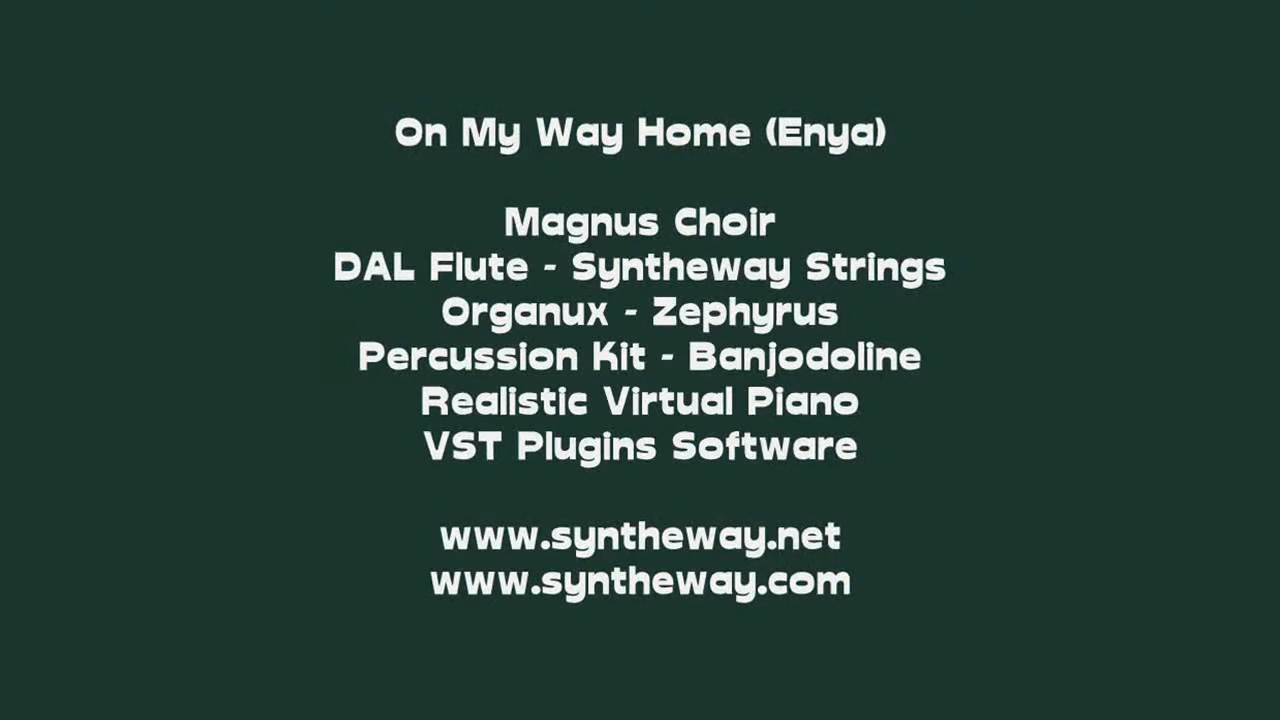 On My Way Home (Enya)
Magnus Choir
DAL Flute - Syntheway Strings
Organux - Zephyrus
Percussion Kit - Banjodoline
Realistic Virtual Piano
VST Plugins Software
www.syntheway.net
www.syntheway.com